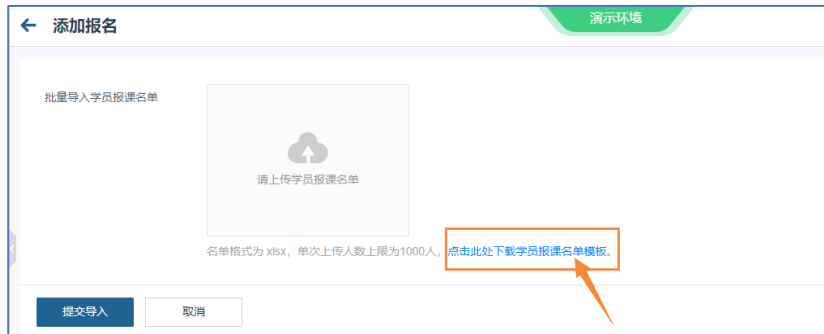 添加报名
演示环境
批量导入学员报课名单
请上传学员报课名单
名单格式为 xlsx，单次上传人数上限为1000人，点击此处下载学员报课名单模板。
提交导入
取消